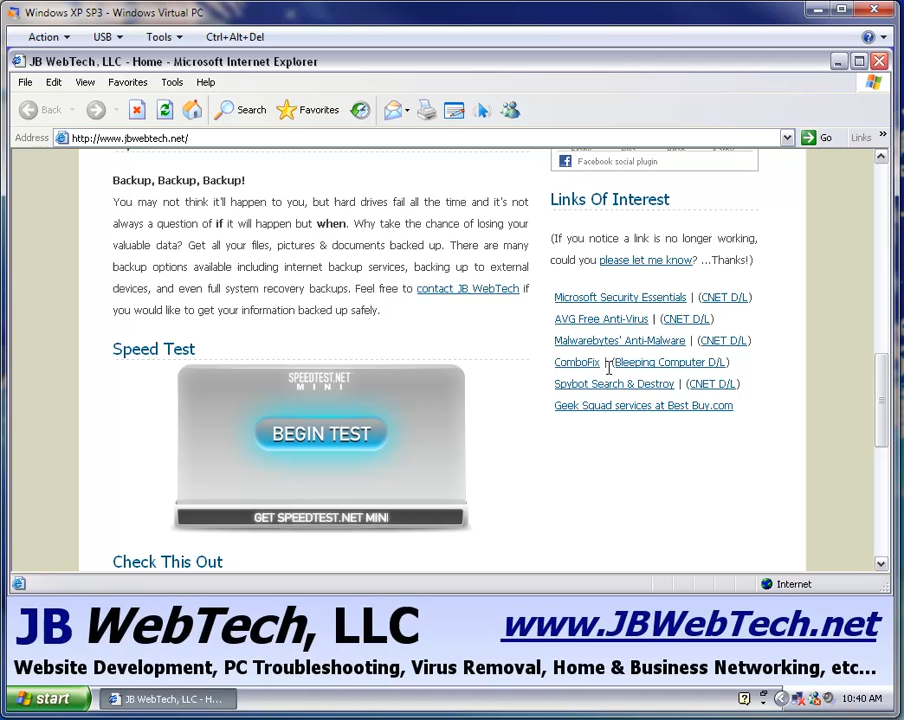 Windows XP SP3 - Windows Virtual PC
Action USB Tools Ctrl+Alt+Del
JB WebTech, LLC - Home - Microsoft Internet Explorer
File Edit View Favorites Tools Help
Back Search Favorites
Address http://www.jbwebtech.net/ Go Links »
Facebook social plugin
Backup, Backup, Backup!
You may not think it'll happen to you, but hard drives fail all the time and it's not
always a question of if it will happen but when. Why take the chance of losing your
valuable data? Get all your files, pictures & documents backed up. There are many
backup options available including internet backup services, backing up to external
devices, and even full system recovery backups. Feel free to contact JB WebTech if
you would like to get your information backed up safely.
Speed Test
SPEEDTEST.NET
MINI
BEGIN TEST
GET SPEEDTEST.NET MINI
Check This Out
Links Of Interest
(If you notice a link is no longer working,
could you please let me know? ...Thanks!)
Microsoft Security Essentials | (CNET D/L)
AVG Free Anti-Virus | (CNET D/L)
Malwarebytes' Anti-Malware | (CNET D/L)
ComboFix | (Bleeping Computer D/L)
Spybot Search & Destroy | (CNET D/L)
Geek Squad services at Best Buy.com
Internet
JB WebTech, LLC www.JBWebTech.net
Website Development, PC Troubleshooting, Virus Removal, Home & Business Networking, etc...
start JB WebTech, LLC - H... 10:40 AM